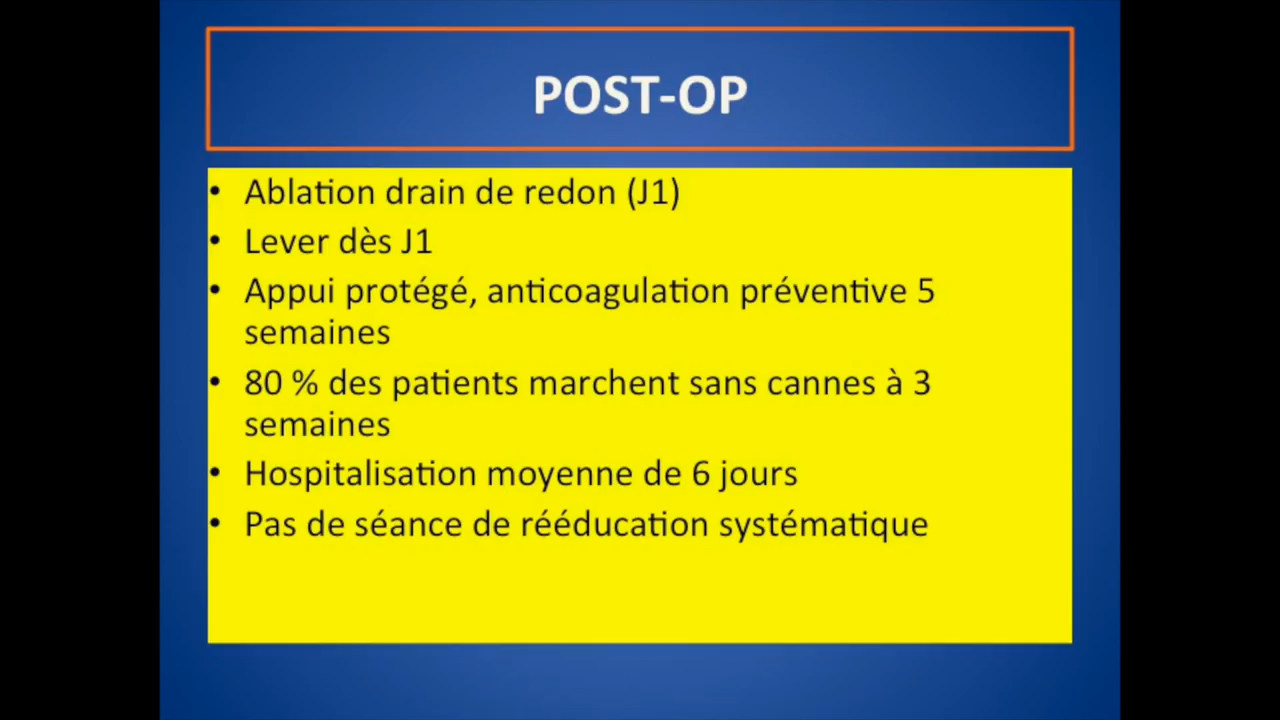 POST-OP
• Ablation drain de redon (J1)
• Lever dès J1
• Appui protégé, anticoagulation préventive 5
semaines
• 80 % des patients marchent sans cannes à 3
semaines
• Hospitalisation moyenne de 6 jours
• Pas de séance de rééducation systématique